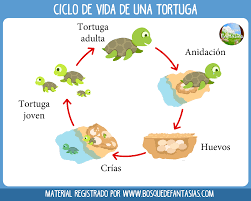 CICLO DE VIDA DE UNA TORTUGA
Tortuga
adulta
Anidación
Huevos
Crías
Tortuga
joven
MATERIAL REGISTRADO POR WWW.BOSQUEDEFANTASIAS.COM